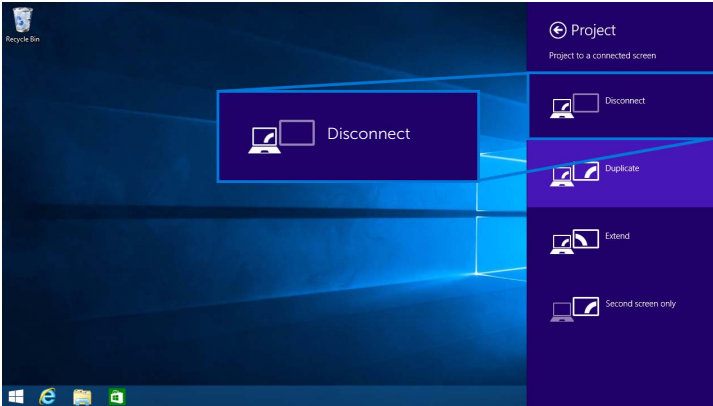 Recycle Bin
Project
Project to a connected screen
Disconnect
Disconnect
Duplicate
Extend
Second screen only